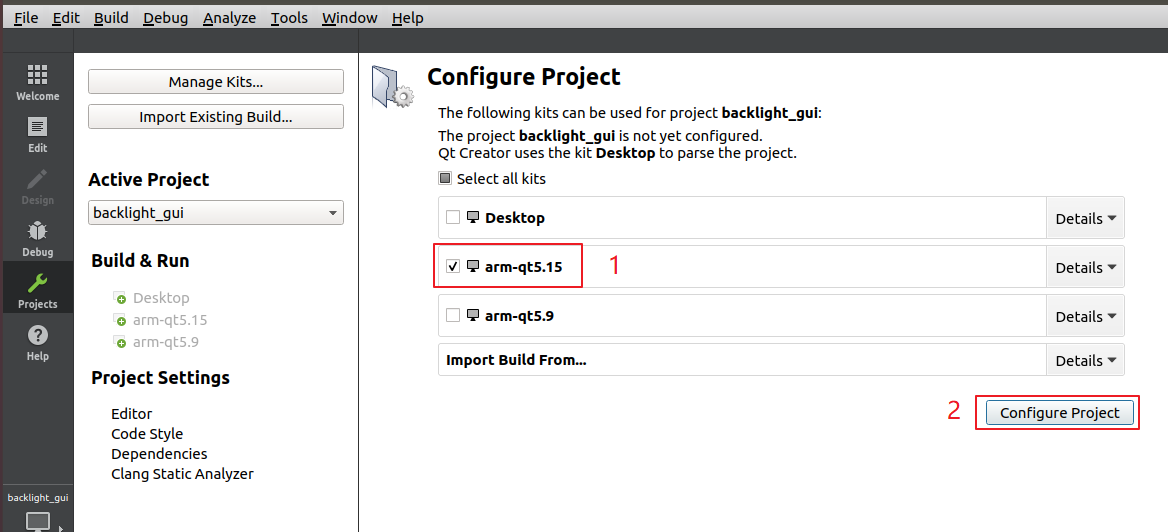 File Edit Build Debug Analyze Tools Window Help
Welcome
Edit
Design
Debug
Projects
Help
backlight_gui
Manage Kits...
Import Existing Build...
Active Project
backlight_gui
Build & Run
Desktop
arm-qt5.15
arm-qt5.9
Project Settings
Editor
Code Style
Dependencies
Clang Static Analyzer
Configure Project
The following kits can be used for project backlight_gui:
The project backlight_gui is not yet configured.
Qt Creator uses the kit Desktop to parse the project.
Select all kits
Desktop Details
arm-qt5.15 1 Details
arm-qt5.9 Details
Import Build From... Details
2 Configure Project